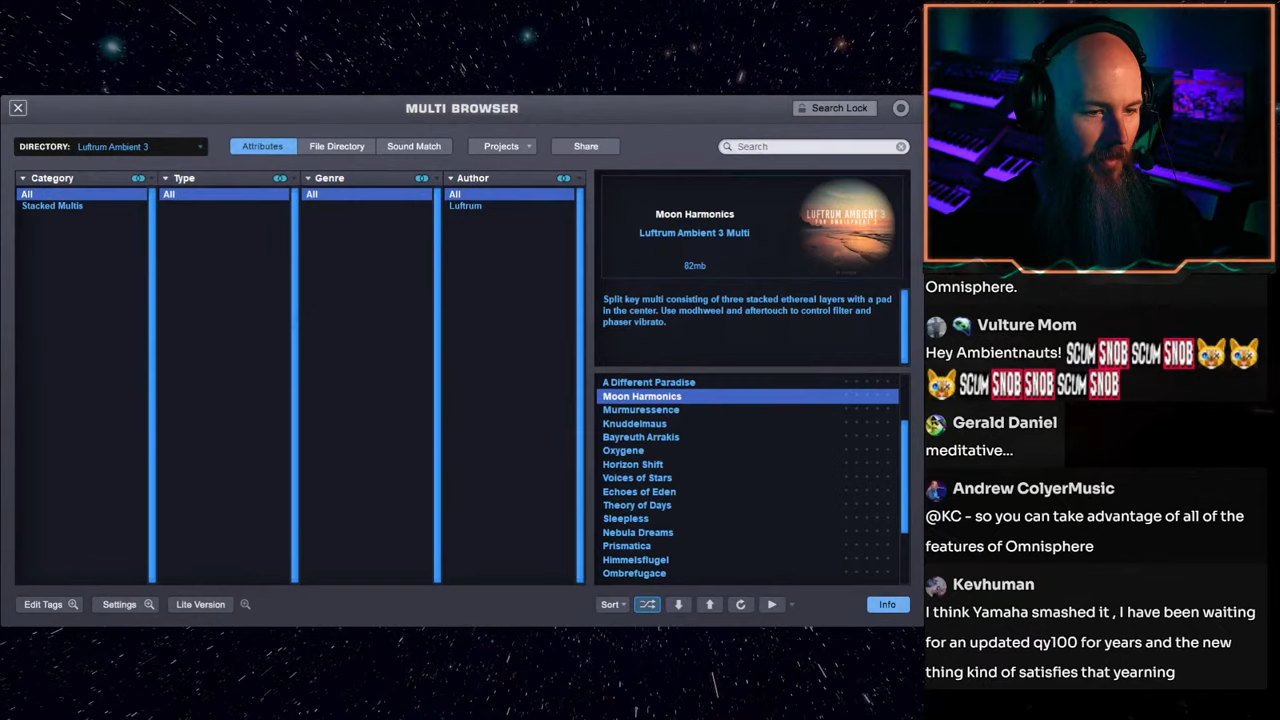 MULTI BROWSER
Search Lock
DIRECTORY: Luftrum Ambient 3
Attributes
File Directory
Sound Match
Projects
Share
Search
Category
Type
Genre
Author
All
All
All
All
Stacked Multis
Luftrum
Moon Harmonics
Luftrum Ambient 3 Multi
82mb
LUFTRUM AMBIENT 3
Split key multi consisting of three stacked ethereal layers with a pad
in the center. Use modhweel and aftertouch to control filter and
phaser vibrato.
A Different Paradise
Moon Harmonics
Murmuressence
Knuddelmaus
Bayreuth Arrakis
Oxygene
Horizon Shift
Voices of Stars
Echoes of Eden
Theory of Days
Sleepless
Nebula Dreams
Prismatica
Himmelsflugel
Ombrefugace
Edit Tags
Settings
Lite Version
Sort
Info
Omnisphere.
Vulture Mom
Hey Ambientnauts! SCUM SNOB SCUM SNOB
SCUM SNOB SNOB SCUM SNOB
Gerald Daniel
meditative...
Andrew ColyerMusic
@KC - so you can take advantage of all of the
features of Omnisphere
Kevhuman
I think Yamaha smashed it , I have been waiting
for an updated qy100 for years and the new
thing kind of satisfies that yearning